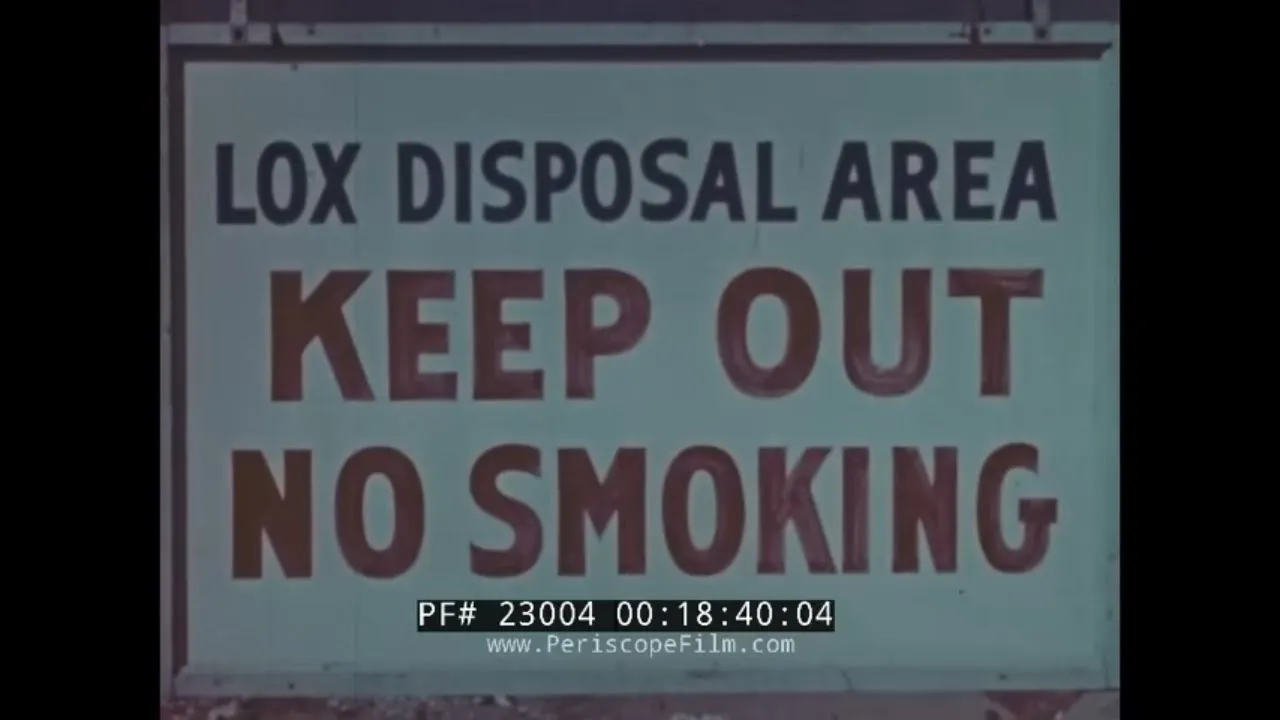 LOX DISPOSAL AREA
KEEP OUT
NO SMOKING
PF# 23004 00:18:40:04
www.PeriscopeFilm.com